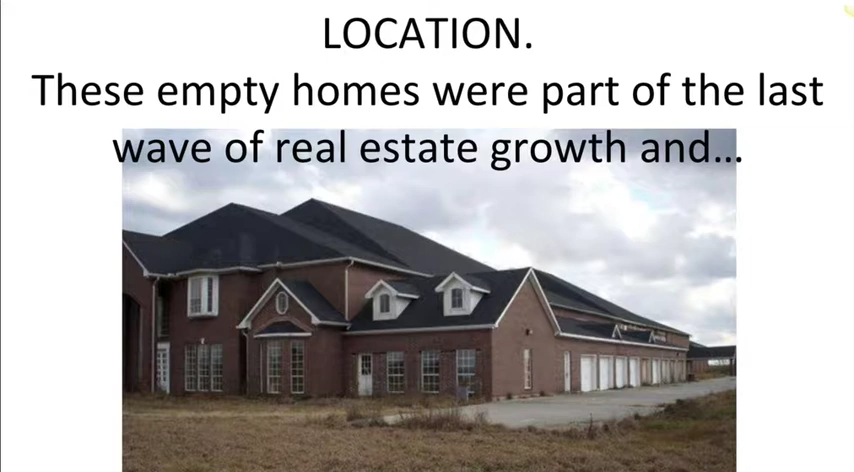 LOCATION.
These empty homes were part of the last
wave of real estate growth and...